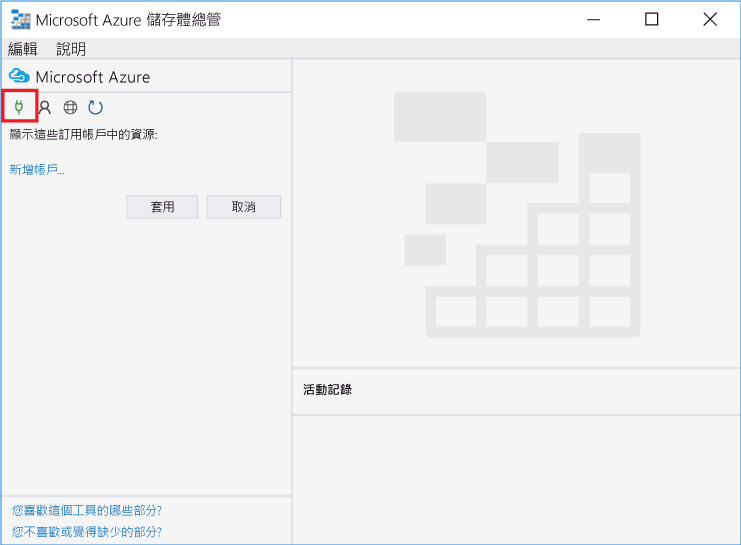 Microsoft Azure 儲存體總管
編輯 說明
Microsoft Azure
顯示這些訂用帳戶中的資源:
新增帳戶...
套用 取消
活動記錄
您喜歡這個工具的哪些部分?
您不喜歡或覺得缺少的部分?